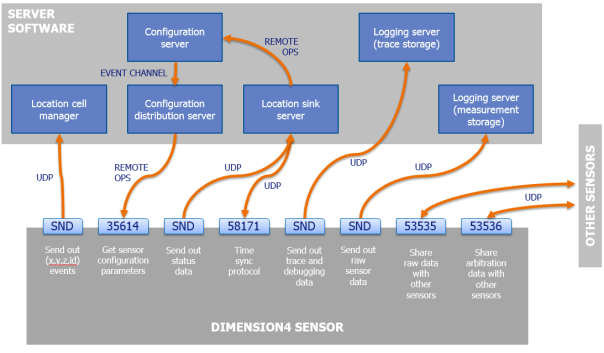 SERVER
SOFTWARE
Configuration
server
REMOTE
OPS
Logging server
(trace storage)
EVENT CHANNEL
Location cell
manager
Configuration
distribution server
Location sink
server
Logging server
(measurement
storage)
UDP
REMOTE
OPS
UDP
UDP
UDP
UDP
UDP
UDP
OTHER SENSORS
SND
35614
SND
58171
SND
SND
53535
53536
Send out
(x,y,z,id)
events
Get sensor
configuration
parameters
Send out
status
data
Time
sync
protocol
Send out
trace and
debugging
data
Send out
raw
sensor
data
Share
raw data
with
other
sensors
Share
arbitration
data with
other
sensors
DIMENSION4 SENSOR